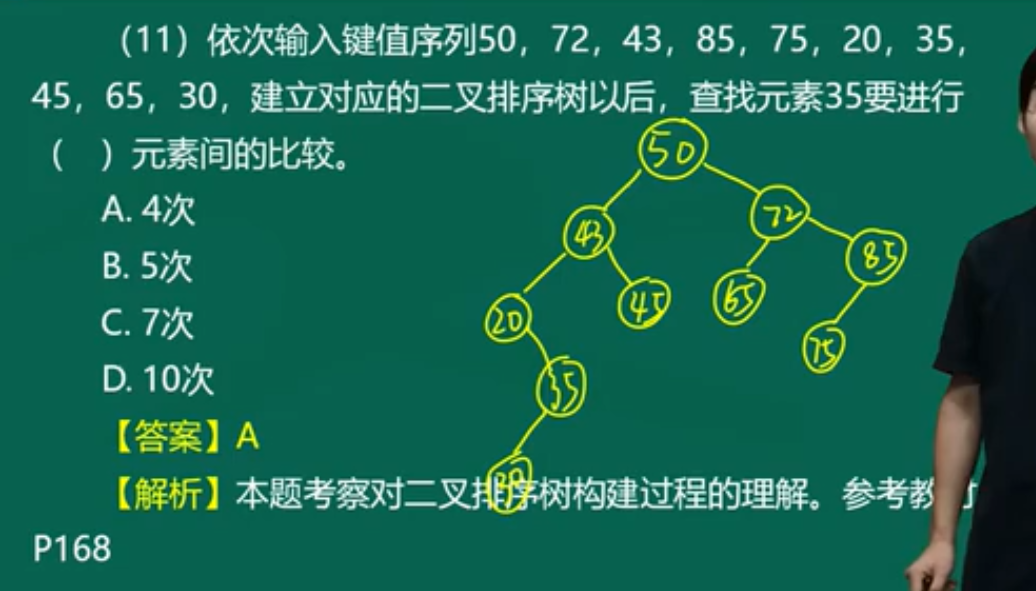 （11）依次输入键值序列50，72，43，85，75，20，35，
45，65，30，建立对应的二叉排序树以后，查找元素35要进行
（ ）元素间的比较。
A. 4次
B. 5次
C. 7次
D. 10次
【答案】A
【解析】本题考察对二叉排序树构建过程的理解。参考教
P168
50
43
72
85
20
45
65
75
35
30